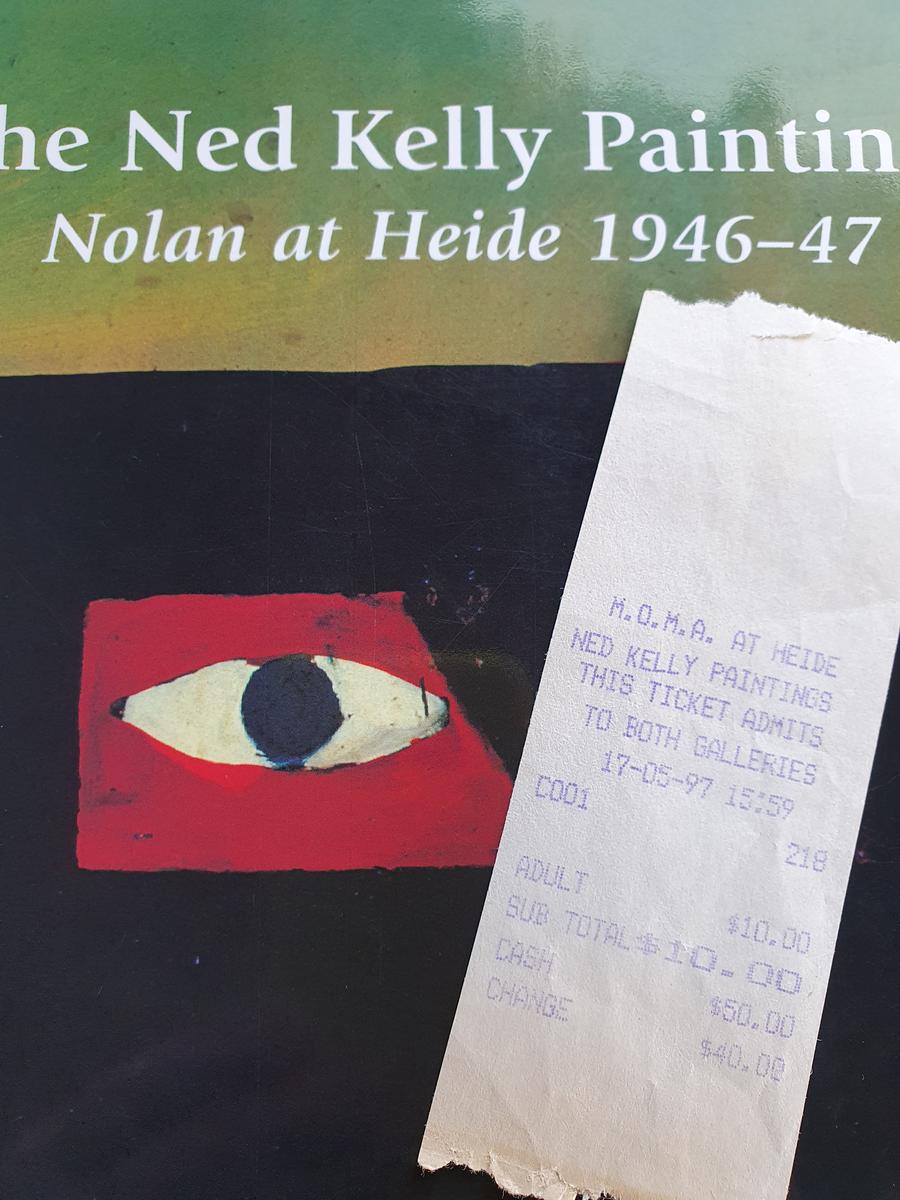 he Ned Kelly Paintin
Nolan at Heide 1946–47
M.O.M.A. AT HEIDE
NED KELLY PAINTINGS
THIS TICKET ADMITS
TO BOTH GALLERIES
17-05-97 15:59
C001
218
ADULT $10.00
SUB TOTAL $10.00
CASH $50.00
CHANGE $40.00